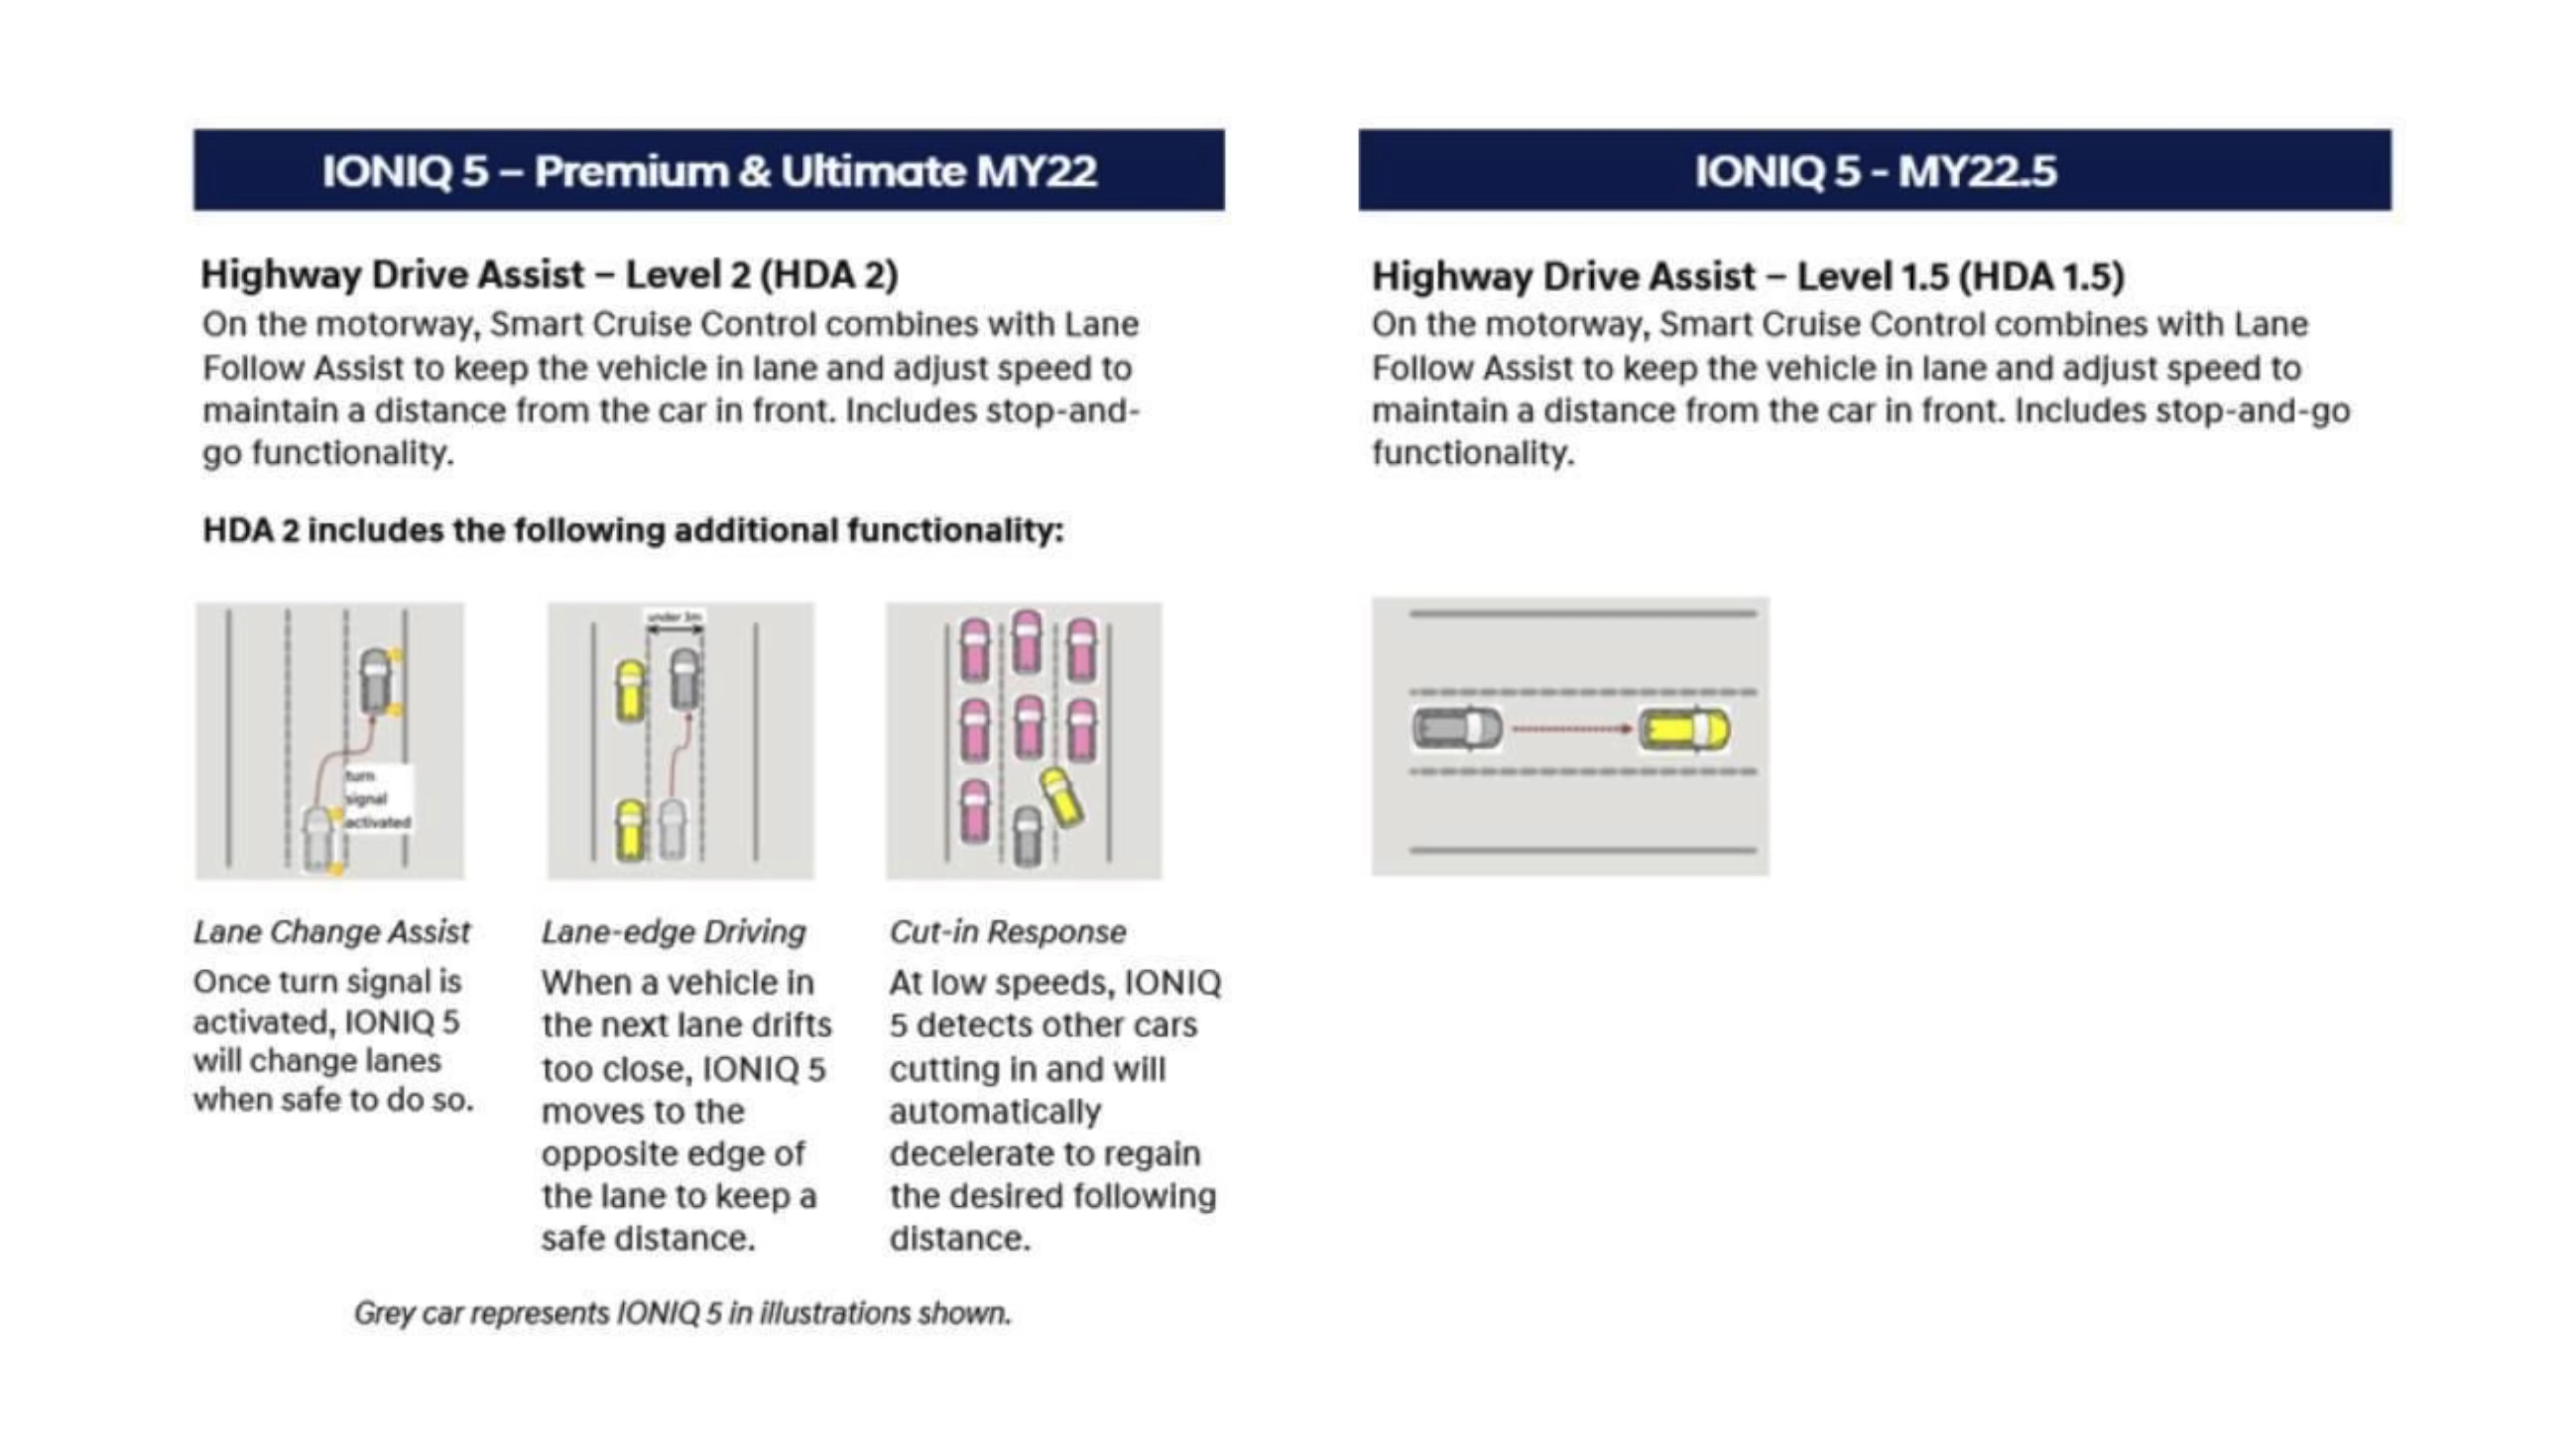 IONIQ 5 – Premium & Ultimate MY22
Highway Drive Assist – Level 2 (HDA 2)
On the motorway, Smart Cruise Control combines with Lane
Follow Assist to keep the vehicle in lane and adjust speed to
maintain a distance from the car in front. Includes stop-and-
go functionality.
HDA 2 includes the following additional functionality:
turn
signal
activated
Lane Change Assist
Once turn signal is
activated, IONIQ 5
will change lanes
when safe to do so.
under 3m
Lane-edge Driving
When a vehicle in
the next lane drifts
too close, IONIQ 5
moves to the
opposite edge of
the lane to keep a
safe distance.
Cut-in Response
At low speeds, IONIQ
5 detects other cars
cutting in and will
automatically
decelerate to regain
the desired following
distance.
Grey car represents IONIQ 5 in illustrations shown.
IONIQ 5 - MY22.5
Highway Drive Assist – Level 1.5 (HDA 1.5)
On the motorway, Smart Cruise Control combines with Lane
Follow Assist to keep the vehicle in lane and adjust speed to
maintain a distance from the car in front. Includes stop-and-go
functionality.